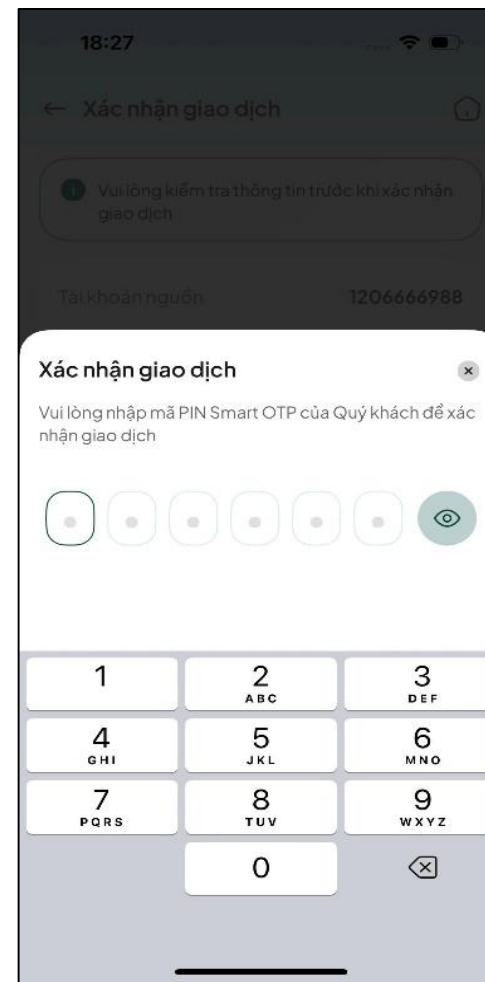 18:27
Xác nhận giao dịch
Vui lòng kiểm tra thông tin trước khi xác nhận
giao dịch
Tài khoản nguồn 1206666988
Xác nhận giao dịch
Vui lòng nhập mã PIN Smart OTP của Quý khách để xác
nhận giao dịch
1 2 3
ABC DEF
4 5 6
GHI JKL MNO
7 8 9
PQRS TUV WXYZ
0